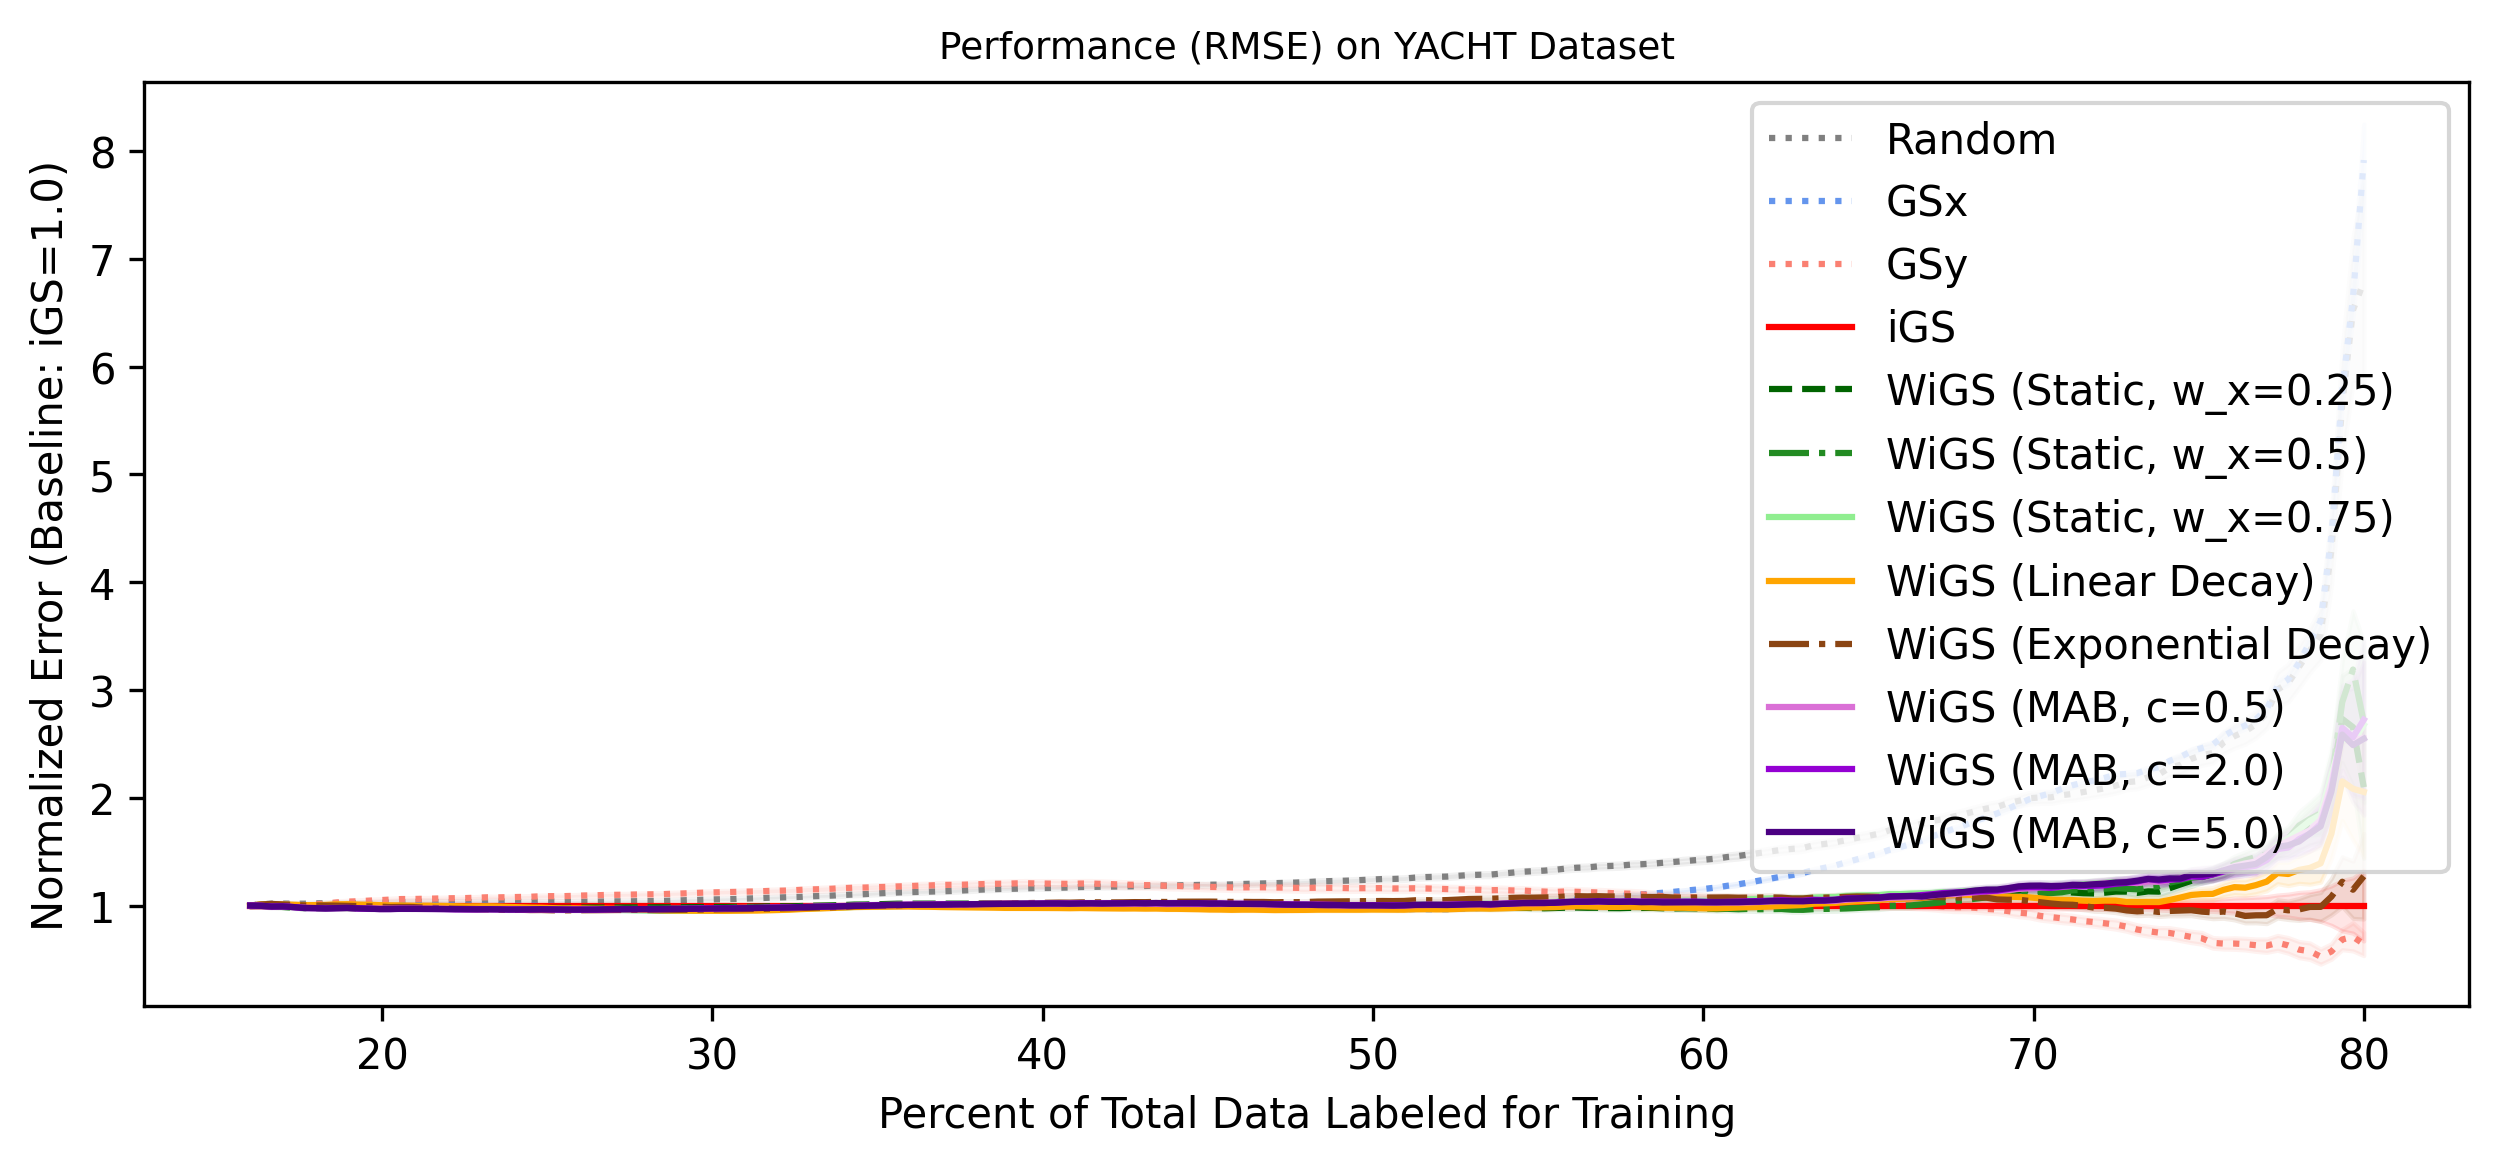 Performance (RMSE) on YACHT Dataset
Normalized Error (Baseline: iGS=1.0)
8
7
6
5
4
3
2
1
Random
GSx
GSy
iGS
WiGS (Static, w_x=0.25)
WiGS (Static, w_x=0.5)
WiGS (Static, w_x=0.75)
WiGS (Linear Decay)
WiGS (Exponential Decay)
WiGS (MAB, c=0.5)
WiGS (MAB, c=2.0)
WiGS (MAB, c=5.0)
20 30 40 50 60 70 80
Percent of Total Data Labeled for Training